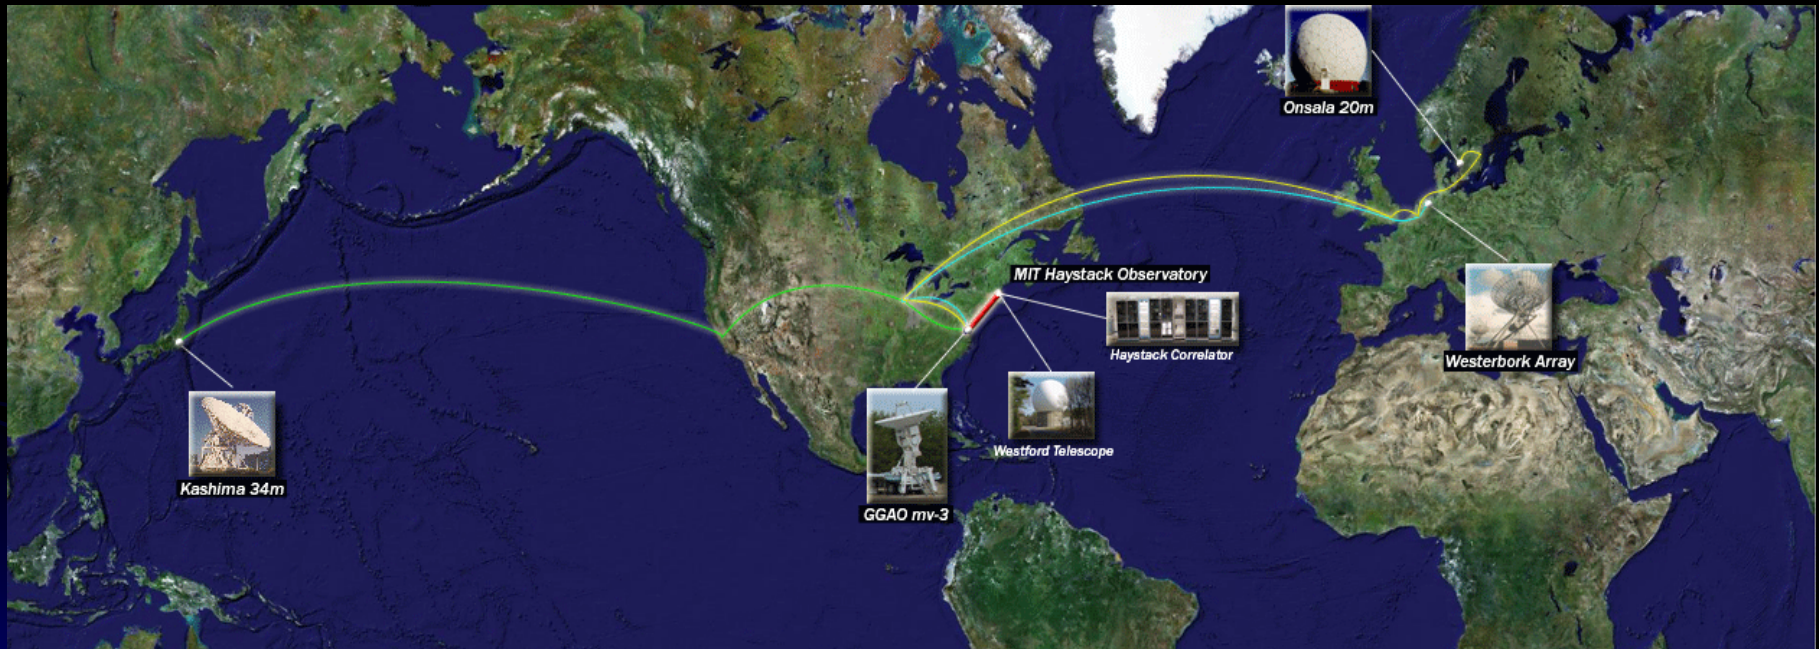 Onsala 20m
MIT Haystack Observatory
Haystack Correlator
Westerbork Array
Westford Telescope
Kashima 34m
GGAO mv-3